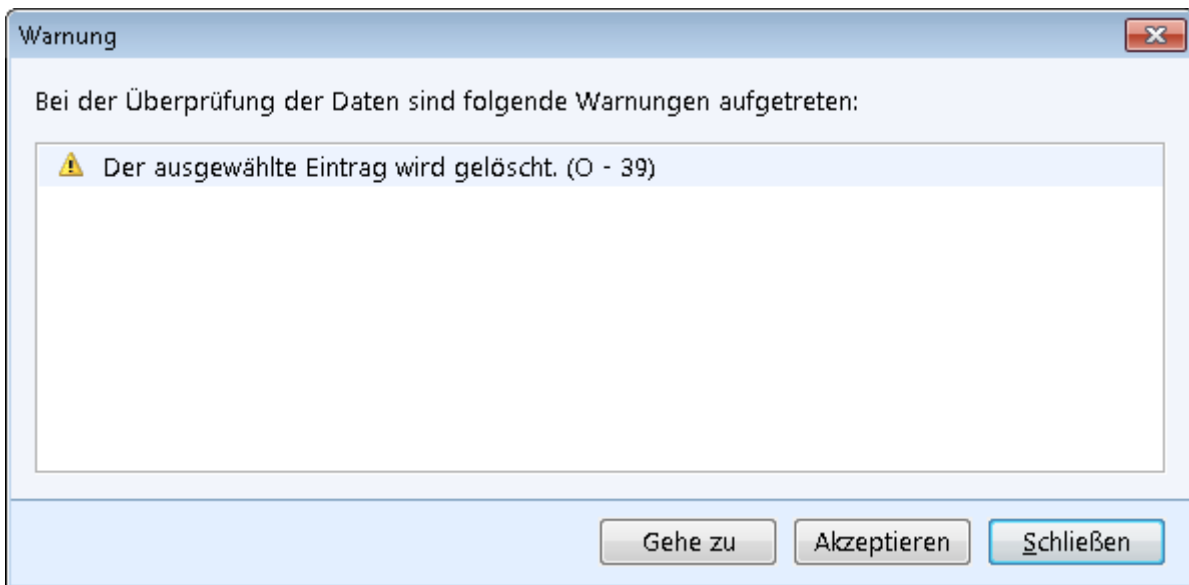 Warnung
Bei der Überprüfung der Daten sind folgende Warnungen aufgetreten:
Der ausgewählte Eintrag wird gelöscht. (O - 39)
Gehe zu
Akzeptieren
Schließen